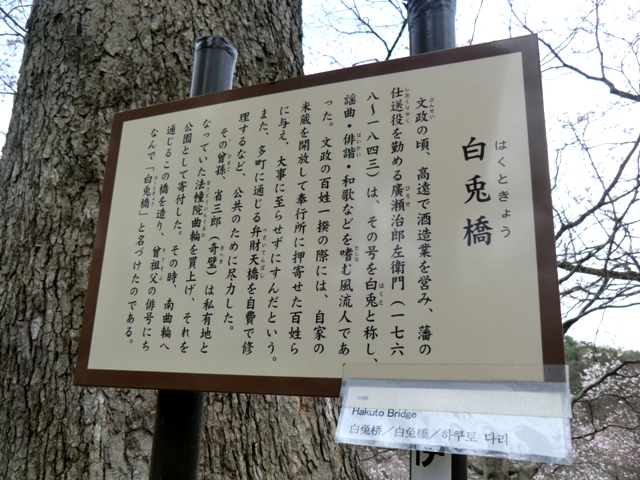 白兎橋
はくときょう
文政の頃、高遠で酒造業を営み、藩の
仕送役を勤める廣瀬治郎左衛門(一七六
八～一八四三)は、その号を白兎と称し、
謡曲・俳諧・和歌などを嗜む風流人であ
った。文政の百姓一揆の際には、自家の
米蔵を開放して奉行所に押寄せた百姓ら
に与え、大事に至らせずにすんだという。
また、多町に通じる弁財天橋を自費で修
理するなど、公共のために尽力した。
その曾孫 省三郎(奇壁)は私有地と
なっていた法幢院曲輪を買上げ、それを
公園として寄付した。その時、南曲輪へ
通じるこの橋を造り、曾祖父の俳号にち
なんで「白兎橋」と名づけたのである。
Hakuto Bridge
白兔桥／白兔橋／하쿠토 다리